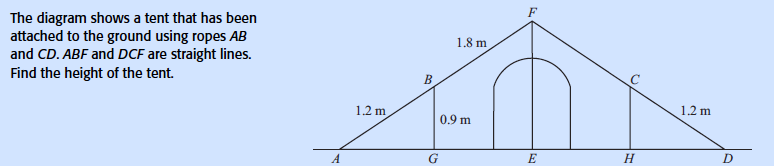 The diagram shows a tent that has been
attached to the ground using ropes AB
and CD. ABF and DCF are straight lines.
Find the height of the tent.
F
1.8 m
B
C
1.2 m
0.9 m
1.2 m
A
G
E
H
D